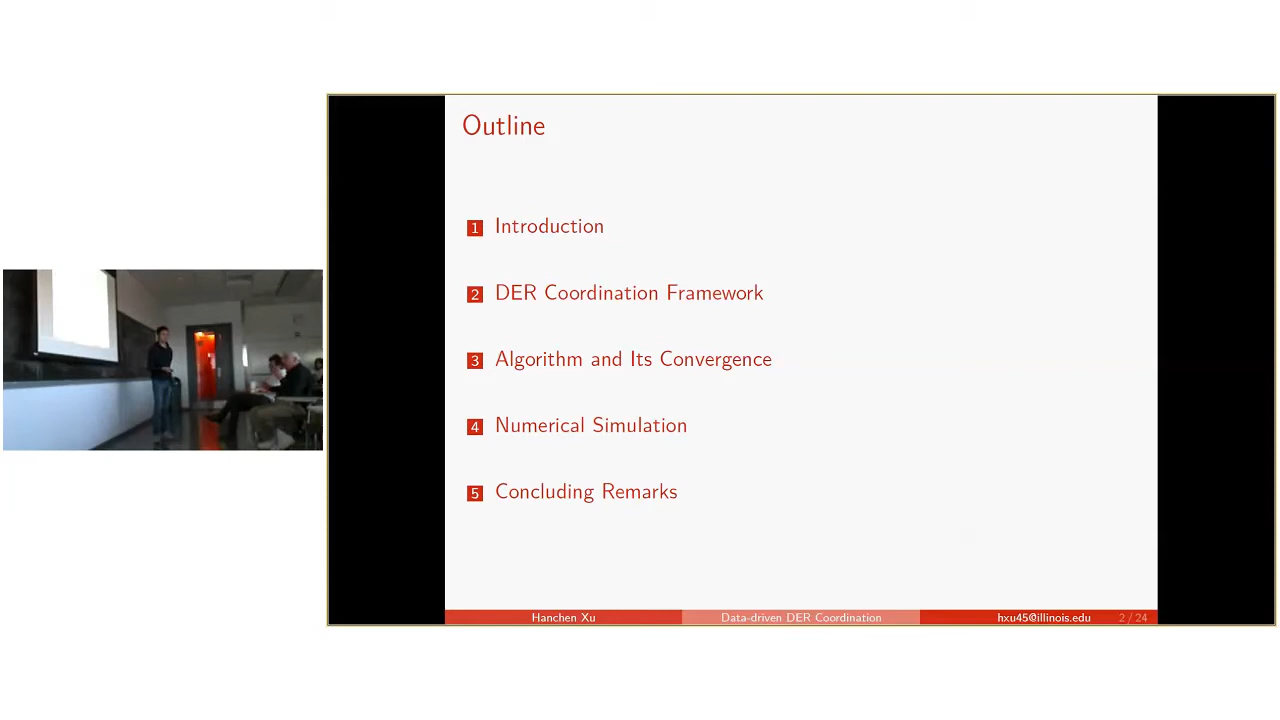 Outline
1 Introduction
2 DER Coordination Framework
3 Algorithm and Its Convergence
4 Numerical Simulation
5 Concluding Remarks
Hanchen Xu Data-driven DER Coordination hxu45@illinois.edu 2 / 24